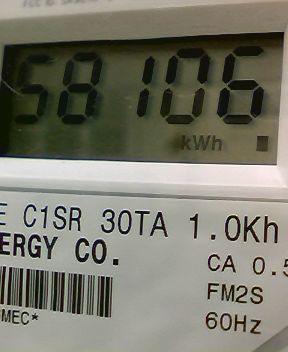 58106
kWh
E C1SR 30TA 1.0Kh
ERGY CO.
CA 0.5
FM2S
MEC*
60Hz